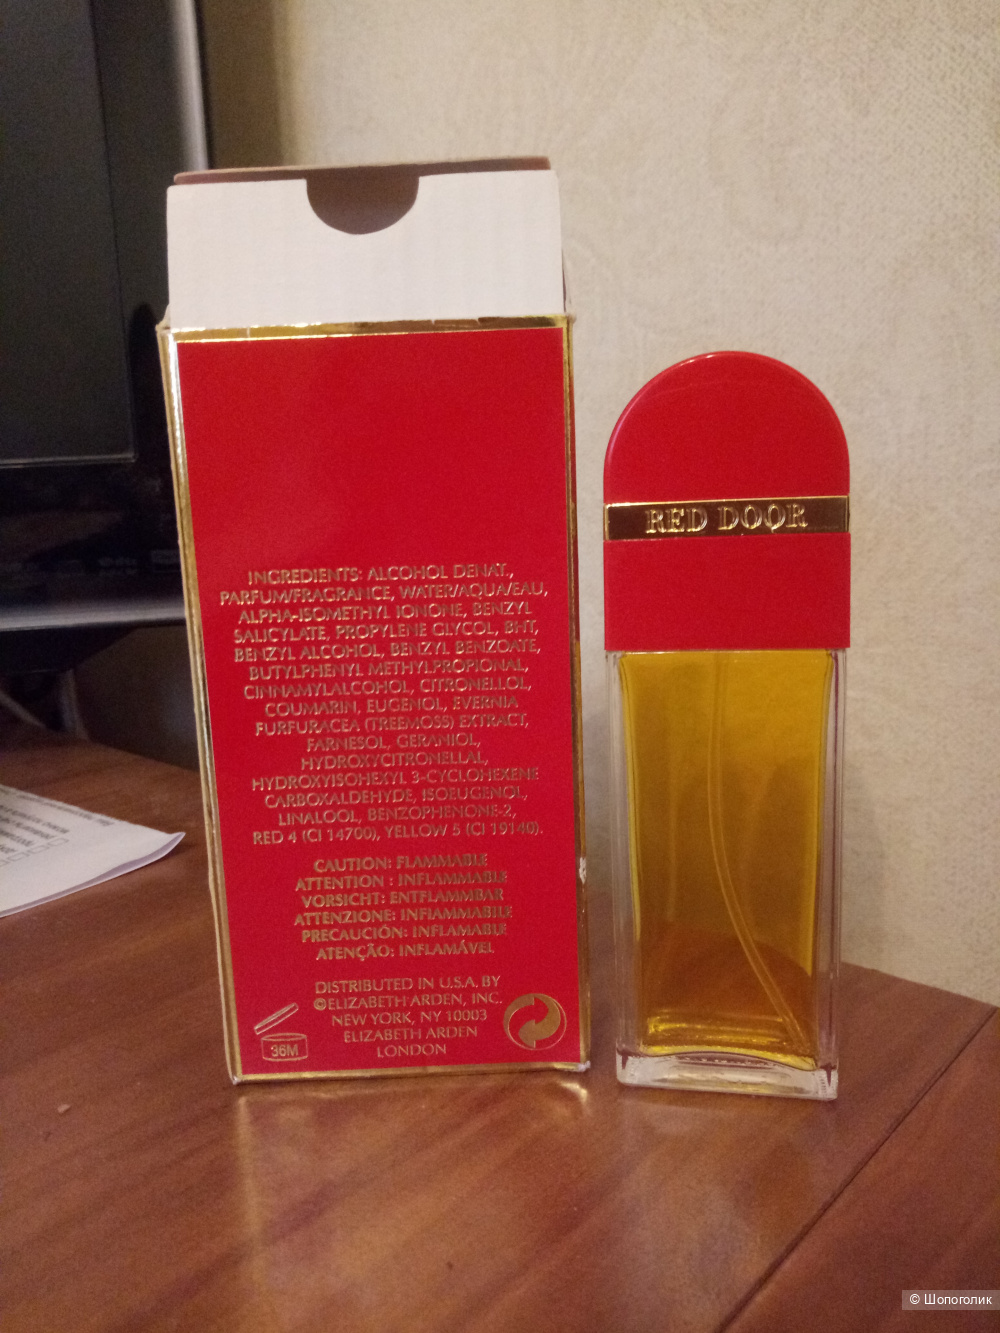 INGREDIENTS: ALCOHOL DENAT.,
PARFUM/FRAGRANCE, WATER/AQUA/EAU,
ALPHA-ISOMETHYL IONONE, BENZYL
SALICYLATE, PROPYLENE GLYCOL, BHT,
BENZYL ALCOHOL, BENZYL BENZOATE,
BUTYLPHENYL METHYLPROPIONAL,
CINNAMYLALCOHOL, CITRONELLOL,
COUMARIN, EUGENOL, EVERNIA
FURFURACEA (TREEMOSS) EXTRACT,
FARNESOL, GERANIOL,
HYDROXYCITRONELLAL,
HYDROXYISOHEXYL 3-CYCLOHEXENE
CARBOXALDEHYDE, ISOEUGENOL,
LINALOOL, BENZOPHENONE-2,
RED 4 (CI 14700), YELLOW 5 (CI 19140).
CAUTION: FLAMMABLE
ATTENTION : INFLAMMABLE
VORSICHT: ENTFLAMMBAR
ATTENZIONE: INFIAMMABILE
PRECAUCIÓN: INFLAMABLE
ATENÇÃO: INFLAMÁVEL
DISTRIBUTED IN U.S.A. BY
©ELIZABETH ARDEN, INC.
NEW YORK, NY 10003
ELIZABETH ARDEN
LONDON
36M
RED DOOR
© Шопоголик